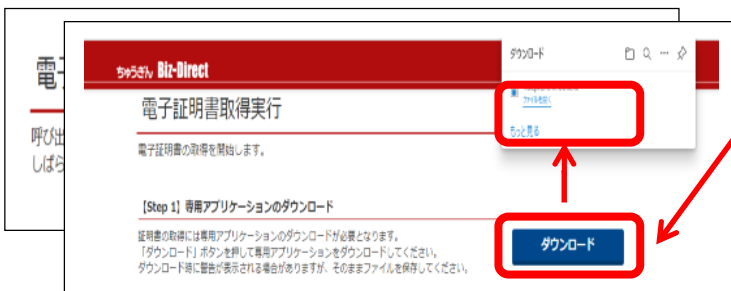 電子
呼び出
しばら
ちゅうぎん Biz-Direct
電子証明書取得実行
電子証明書の取得を開始します。
【Step 1】専用アプリケーションのダウンロード
証明書の取得には専用アプリケーションのダウンロードが必要となります。
「ダウンロード」ボタンを押して専用アプリケーションをダウンロードしてください。
ダウンロード時に警告が表示される場合がありますが、そのままファイルを保存してください。
ダウンロード
ファイルを開く
もっと見る
ダウンロード